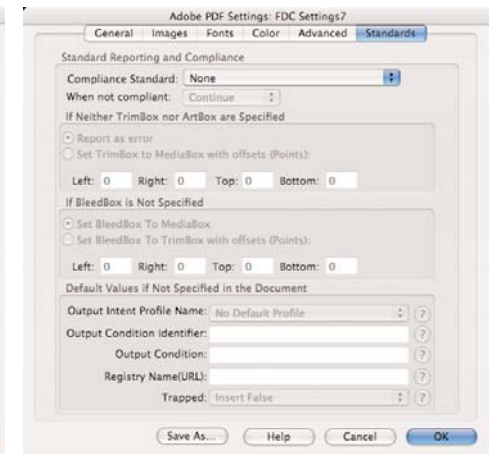 Adobe PDF Settings: FDC Settings7
General Images Fonts Color Advanced Standards
Standard Reporting and Compliance
Compliance Standard: None
When not compliant: Continue
If Neither TrimBox nor ArtBox are Specified
Report as error
Set TrimBox to MediaBox with offsets (Points):
Left: 0 Right: 0 Top: 0 Bottom: 0
If BleedBox is Not Specified
Set BleedBox To MediaBox
Set BleedBox To TrimBox with offsets (Points):
Left: 0 Right: 0 Top: 0 Bottom: 0
Default Values if Not Specified in the Document
Output Intent Profile Name: No Default Profile ?
Output Condition Identifier: ?
Output Condition: ?
Registry Name(URL): ?
Trapped: Insert False ?
Save As... Help Cancel OK